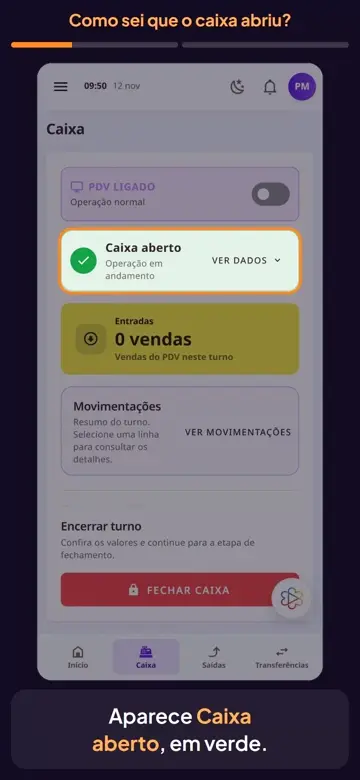 Como sei que o caixa abriu?
09:50 12 nov
PM
Caixa
PDV LIGADO
Operação normal
Caixa aberto
Operação em
andamento
VER DADOS
Entradas
0 vendas
Vendas do PDV neste turno
Movimentações
Resumo do turno.
Selecione uma linha
para consultar os
detalhes.
VER MOVIMENTAÇÕES
Encerrar turno
Confira os valores e continue para a etapa de
fechamento.
FECHAR CAIXA
Início
Caixa
Saídas
Transferências
Aparece Caixa
aberto, em verde.